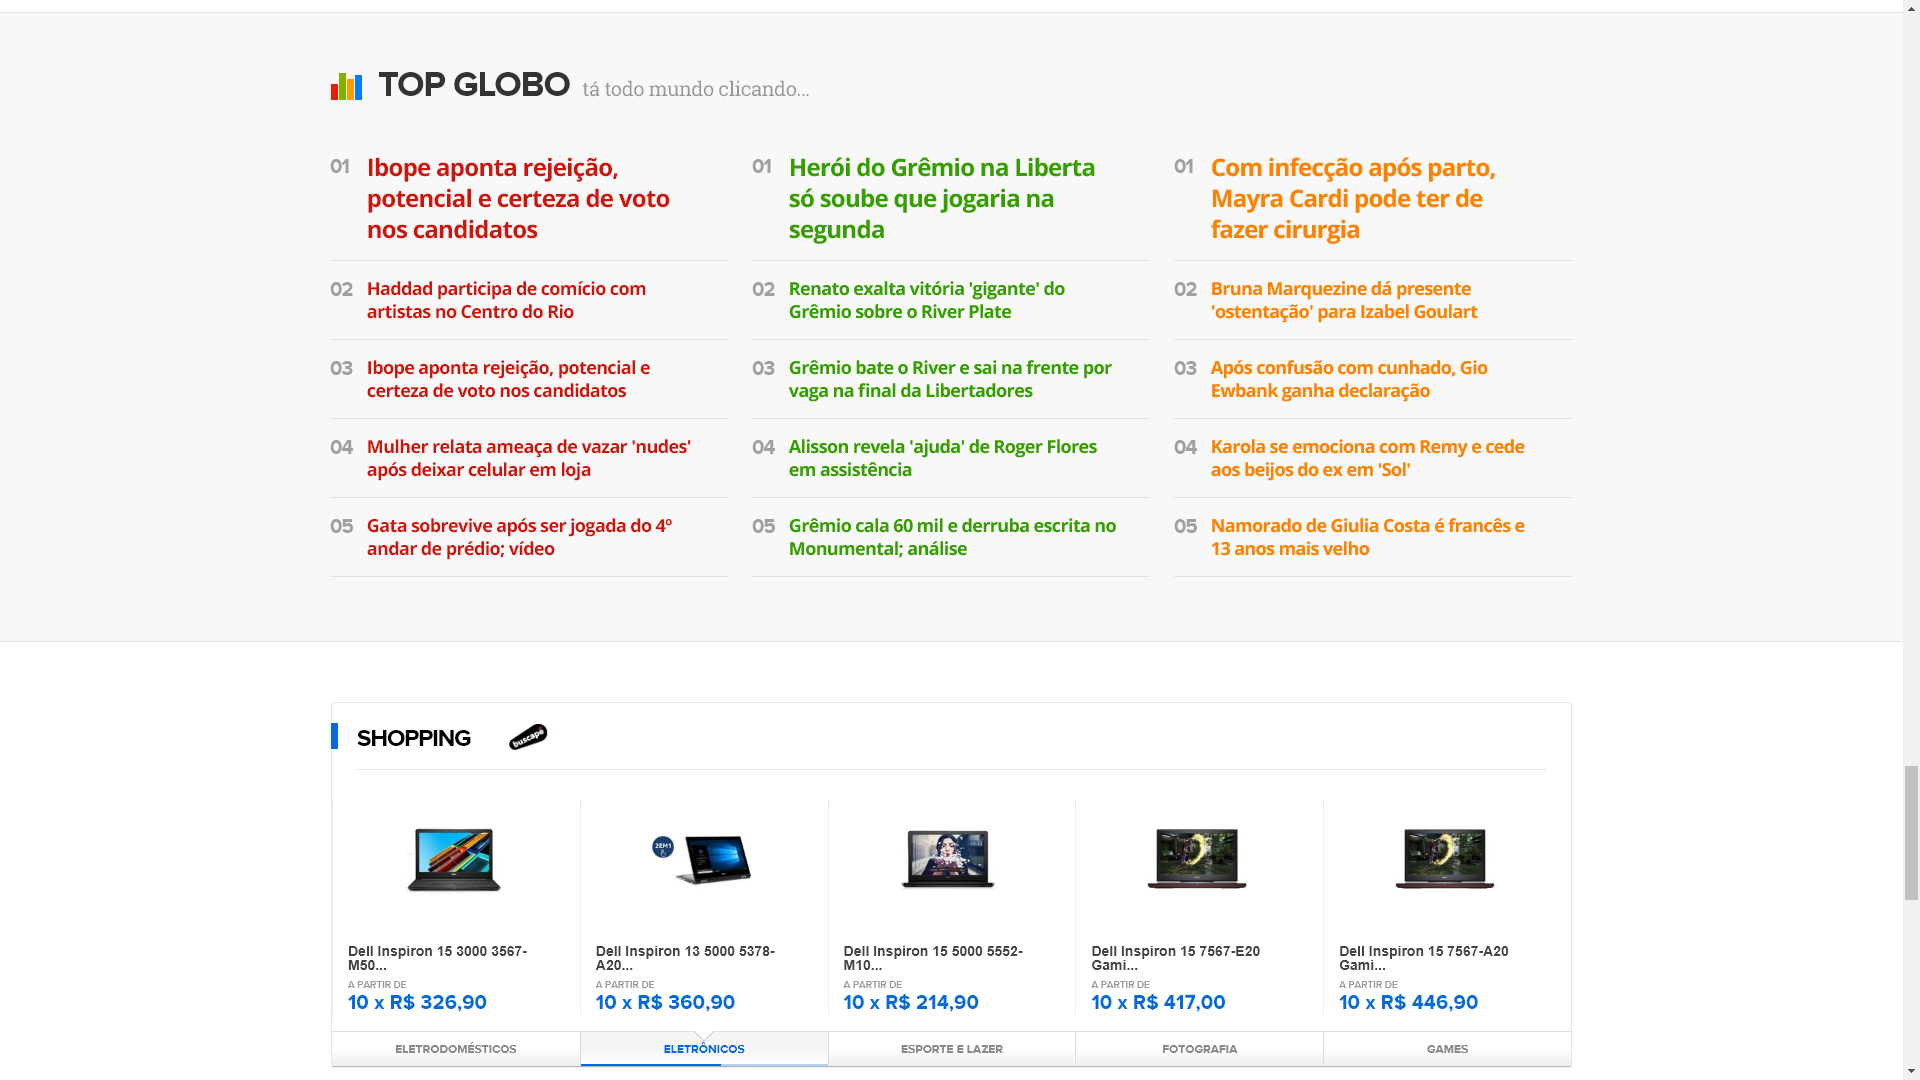 TOP GLOBO tá todo mundo clicando...
01 Ibope aponta rejeição,
potencial e certeza de voto
nos candidatos
02 Haddad participa de comício com
artistas no Centro do Rio
03 Ibope aponta rejeição, potencial e
certeza de voto nos candidatos
04 Mulher relata ameaça de vazar 'nudes'
após deixar celular em loja
05 Gata sobrevive após ser jogada do 4º
andar de prédio; vídeo
01 Herói do Grêmio na Liberta
só soube que jogaria na
segunda
02 Renato exalta vitória 'gigante' do
Grêmio sobre o River Plate
03 Grêmio bate o River e sai na frente por
vaga na final da Libertadores
04 Alisson revela 'ajuda' de Roger Flores
em assistência
05 Grêmio cala 60 mil e derruba escrita no
Monumental; análise
01 Com infecção após parto,
Mayra Cardi pode ter de
fazer cirurgia
02 Bruna Marquezine dá presente
'ostentação' para Izabel Goulart
03 Após confusão com cunhado, Gio
Ewbank ganha declaração
04 Karola se emociona com Remy e cede
aos beijos do ex em 'Sol'
05 Namorado de Giulia Costa é francês e
13 anos mais velho
SHOPPING buscapé
2EM1
Dell Inspiron 15 3000 3567-
M50...
A PARTIR DE
10 x R$ 326,90
Dell Inspiron 13 5000 5378-
A20...
A PARTIR DE
10 x R$ 360,90
Dell Inspiron 15 5000 5552-
M10...
A PARTIR DE
10 x R$ 214,90
Dell Inspiron 15 7567-E20
Gami...
A PARTIR DE
10 x R$ 417,00
Dell Inspiron 15 7567-A20
Gami...
A PARTIR DE
10 x R$ 446,90
ELETRODOMÉSTICOS
ELETRÔNICOS
ESPORTE E LAZER
FOTOGRAFIA
GAMES